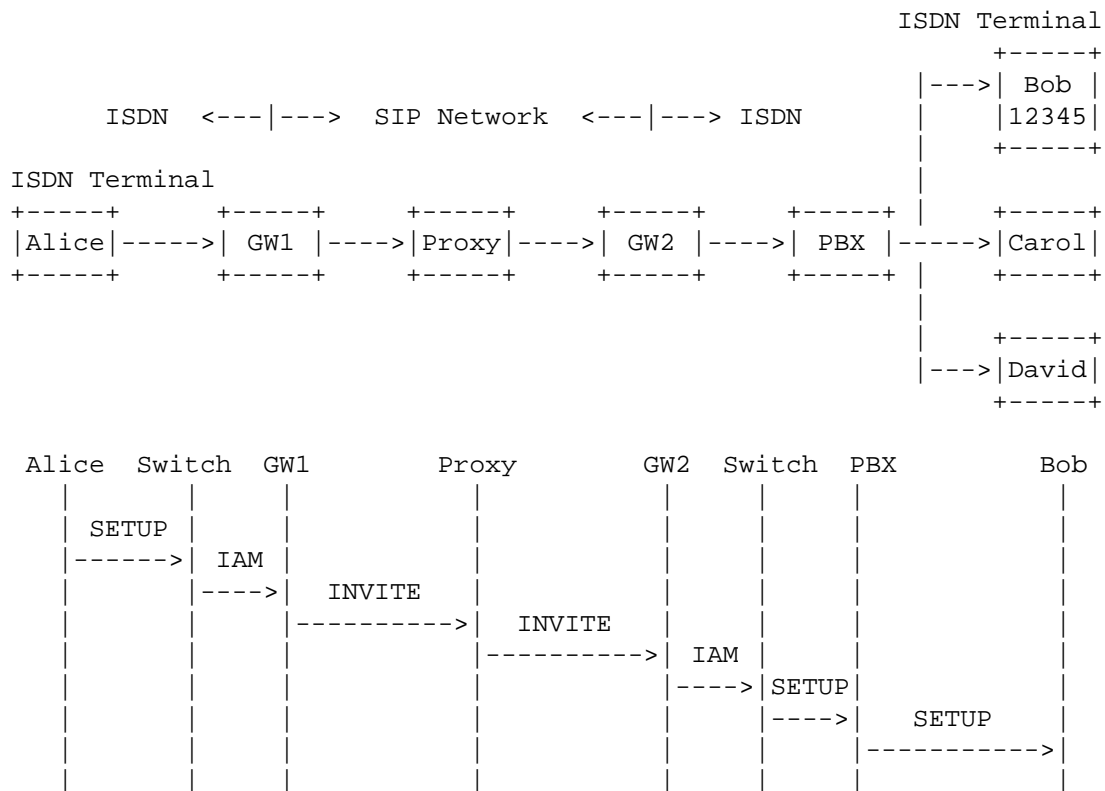 ISDN Terminal
Bob
ISDN <---|---> SIP Network <---|---> ISDN 12345
ISDN Terminal
Alice GW1 Proxy GW2 PBX Carol
David
Alice Switch GW1 Proxy GW2 Switch PBX Bob
SETUP
IAM
INVITE
INVITE
IAM
SETUP
SETUP